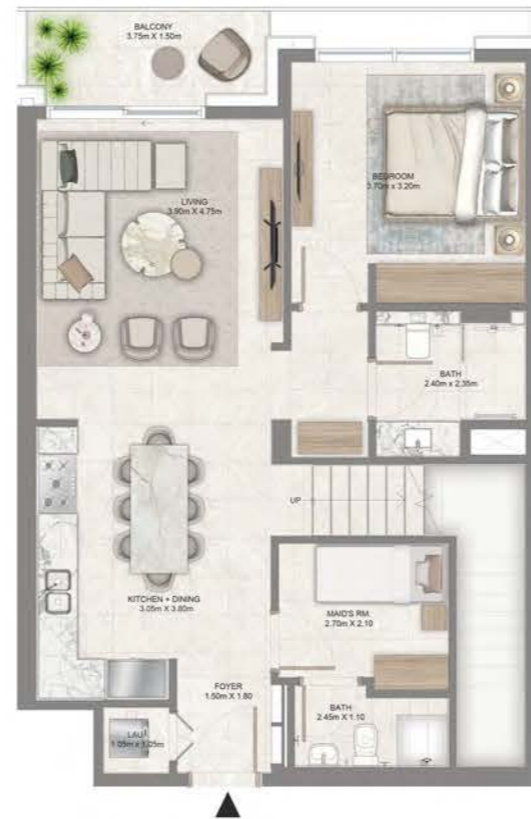 BALCONY
3.75m X 1.50m
LIVING
3.90m X 4.75m
BEDROOM
3.70m x 3.20m
BATH
2.40m x 2.35m
UP
KITCHEN + DINING
3.05m X 3.80m
MAID'S RM.
2.70m X 2.10
FOYER
1.50m X 1.80
BATH
2.45m X 1.10
LAU
1.05m x 1.05m